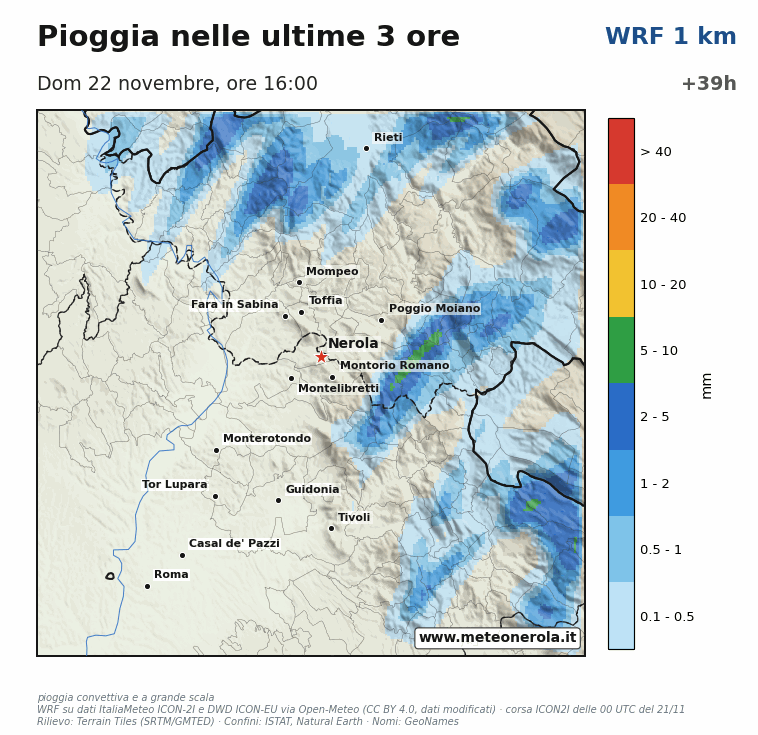 Pioggia nelle ultime 3 ore
WRF 1 km
Dom 22 novembre, ore 16:00
+39h
Rieti
Mompeo
Fara in Sabina
Toffia
Poggio Moiano
Nerola
Montorio Romano
Montelibretti
Monterotondo
Tor Lupara
Guidonia
Tivoli
Casal de' Pazzi
Roma
www.meteonerola.it
> 40
20 - 40
10 - 20
5 - 10
2 - 5
1 - 2
0.5 - 1
0.1 - 0.5
mm
pioggia convettiva e a grande scala
WRF su dati ItaliaMeteo ICON-2I e DWD ICON-EU via Open-Meteo (CC BY 4.0, dati modificati) · corsa ICON2I delle 00 UTC del 21/11
Rilievo: Terrain Tiles (SRTM/GMTED) · Confini: ISTAT, Natural Earth · Nomi: GeoNames